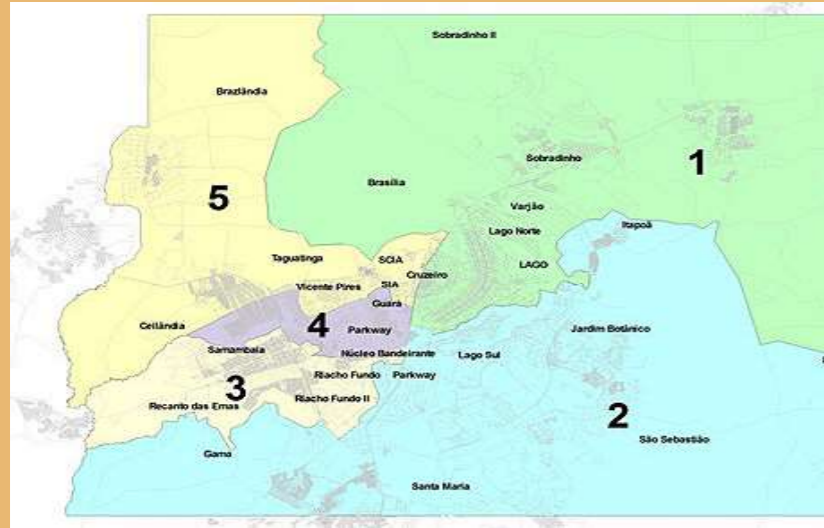 Sobradinho II
Brazlândia
Sobradinho
1
Brasília
5
Varjão
Itapoã
Lago Norte
Taguatinga
SCIA
LAGO
Cruzeiro
Vicente Pires
SIA
Guará
Ceilândia
4
Parkway
Jardim Botânico
Samambaia
Núcleo Bandeirante
Lago Sul
Riacho Fundo
Parkway
3
Riacho Fundo II
Recanto das Emas
2
São Sebastião
Gama
Santa Maria